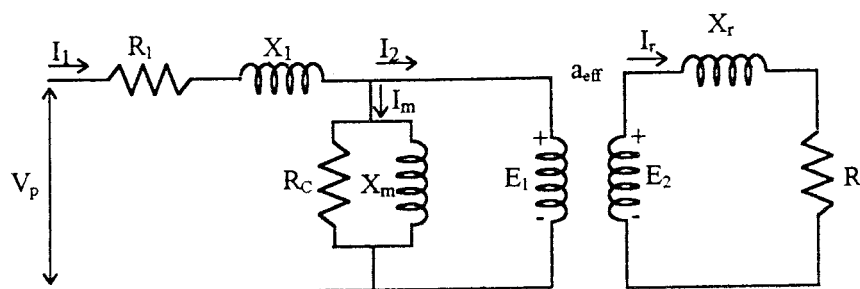 I₁
R₁
X₁
I₂
a_eff
I_r
X_r
I_m
V_p
R_C
X_m
+
E₁
-
+
E₂
-
R